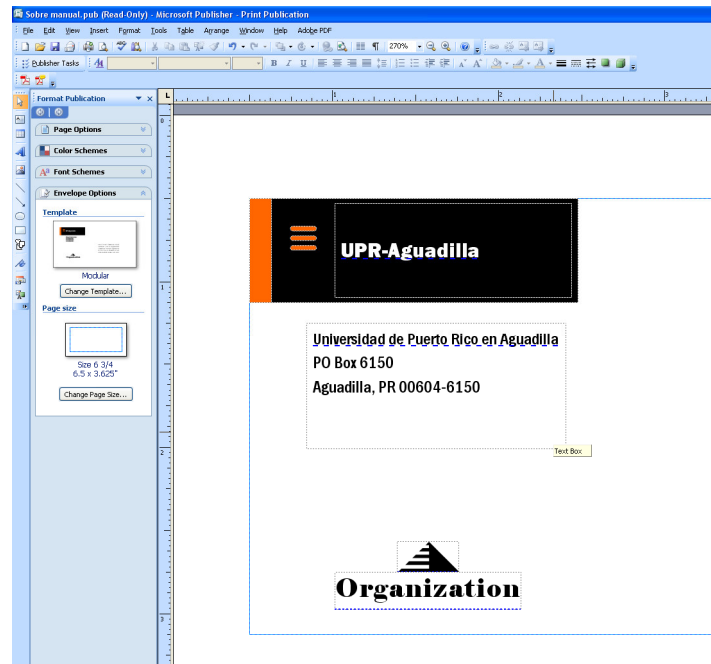 Sobre manual.pub (Read-Only) - Microsoft Publisher - Print Publication
File Edit View Insert Format Tools Table Arrange Window Help Adobe PDF
270%
Publisher Tasks
Format Publication
Page Options
Color Schemes
Font Schemes
Envelope Options
Template
Modular
Change Template...
Page size
Size 6 3/4
6.5 x 3.625"
Change Page Size...
UPR-Aguadilla
Universidad de Puerto Rico en Aguadilla
PO Box 6150
Aguadilla, PR 00604-6150
Text Box
Organization